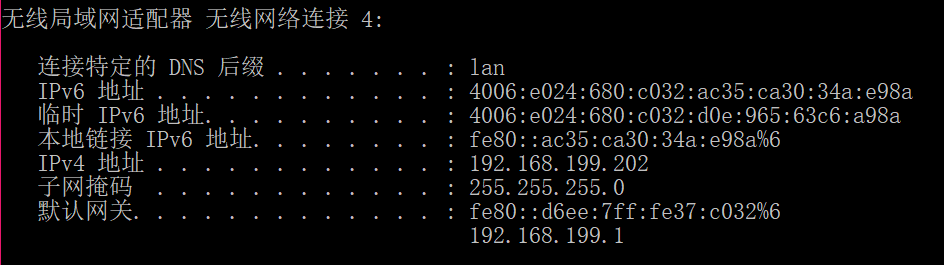 无线局域网适配器 无线网络连接 4:
连接特定的 DNS 后缀 . . . . . . . : lan
IPv6 地址 . . . . . . . . . . . . : 4006:e024:680:c032:ac35:ca30:34a:e98a
临时 IPv6 地址. . . . . . . . . . : 4006:e024:680:c032:d0e:965:63c6:a98a
本地链接 IPv6 地址. . . . . . . . : fe80::ac35:ca30:34a:e98a%6
IPv4 地址 . . . . . . . . . . . . : 192.168.199.202
子网掩码 . . . . . . . . . . . . : 255.255.255.0
默认网关. . . . . . . . . . . . . : fe80::d6ee:7ff:fe37:c032%6
192.168.199.1